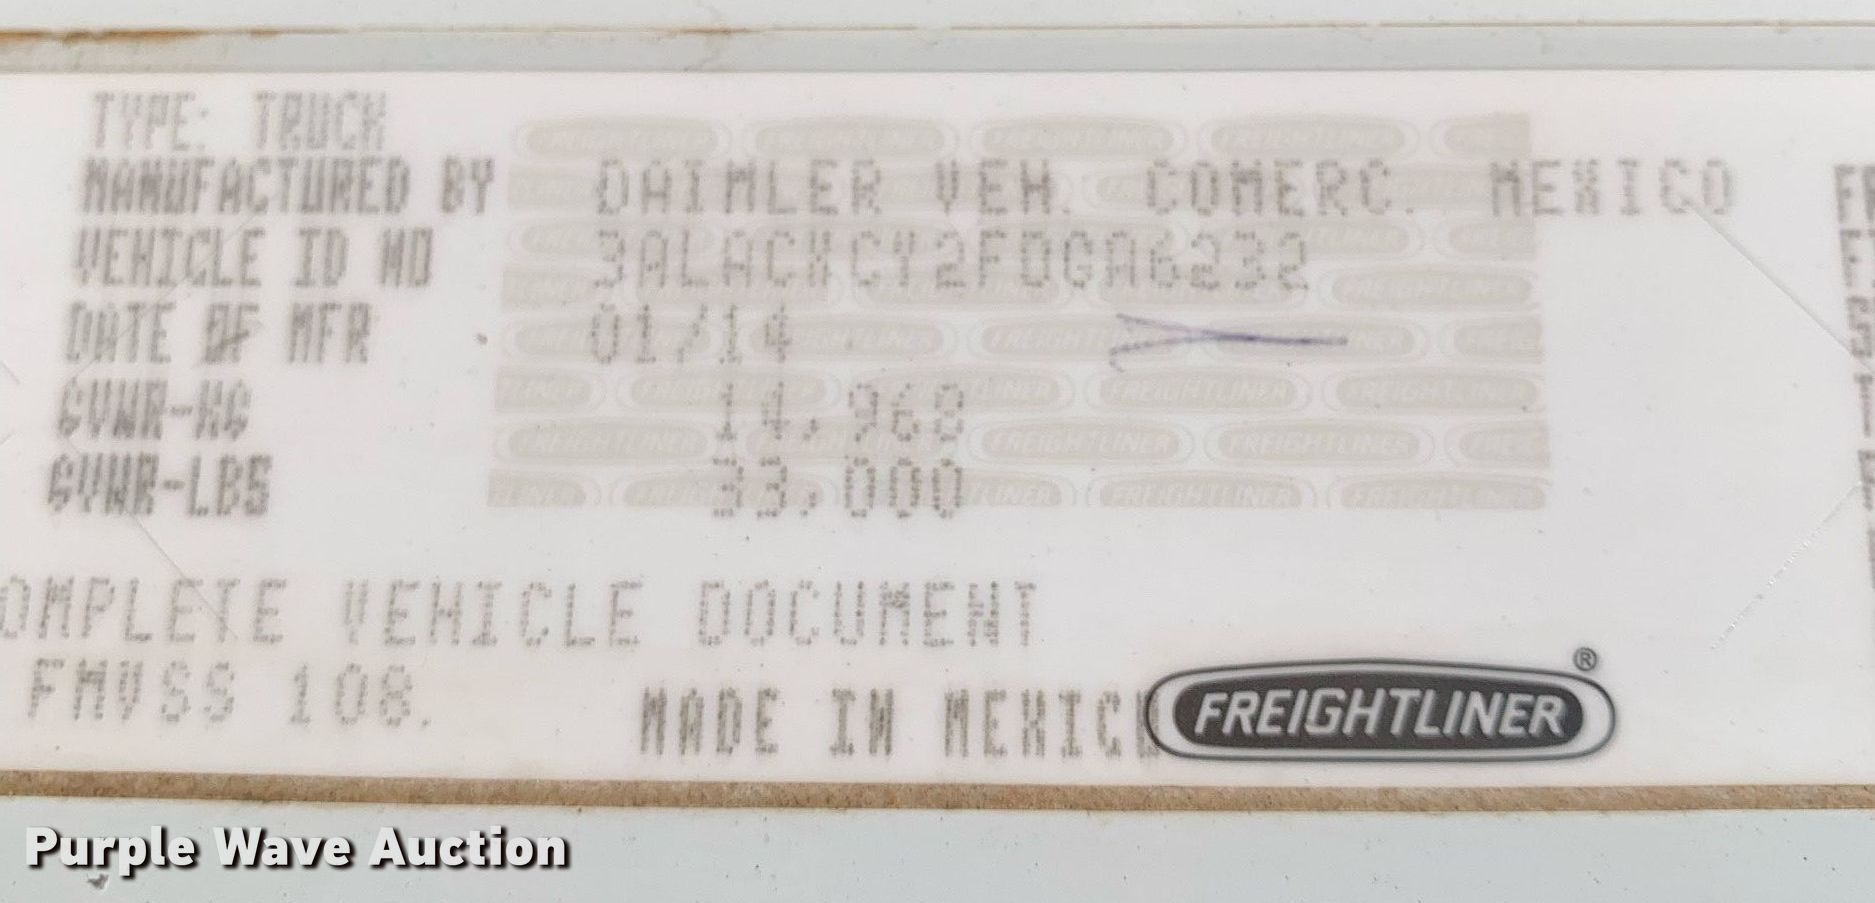 TYPE: TRUCK
MANUFACTURED BY DAIMLER VEH. COMERC. MEXICO
VEHICLE ID NO 3ALACXCY2FDGA6232
DATE OF MFR 01/14
GVWR-KG 14,968
GVWR-LBS 33,000
OMPLETE VEHICLE DOCUMENT
FMVSS 108.
MADE IN MEXICO
FREIGHTLINER®
Purple Wave Auction